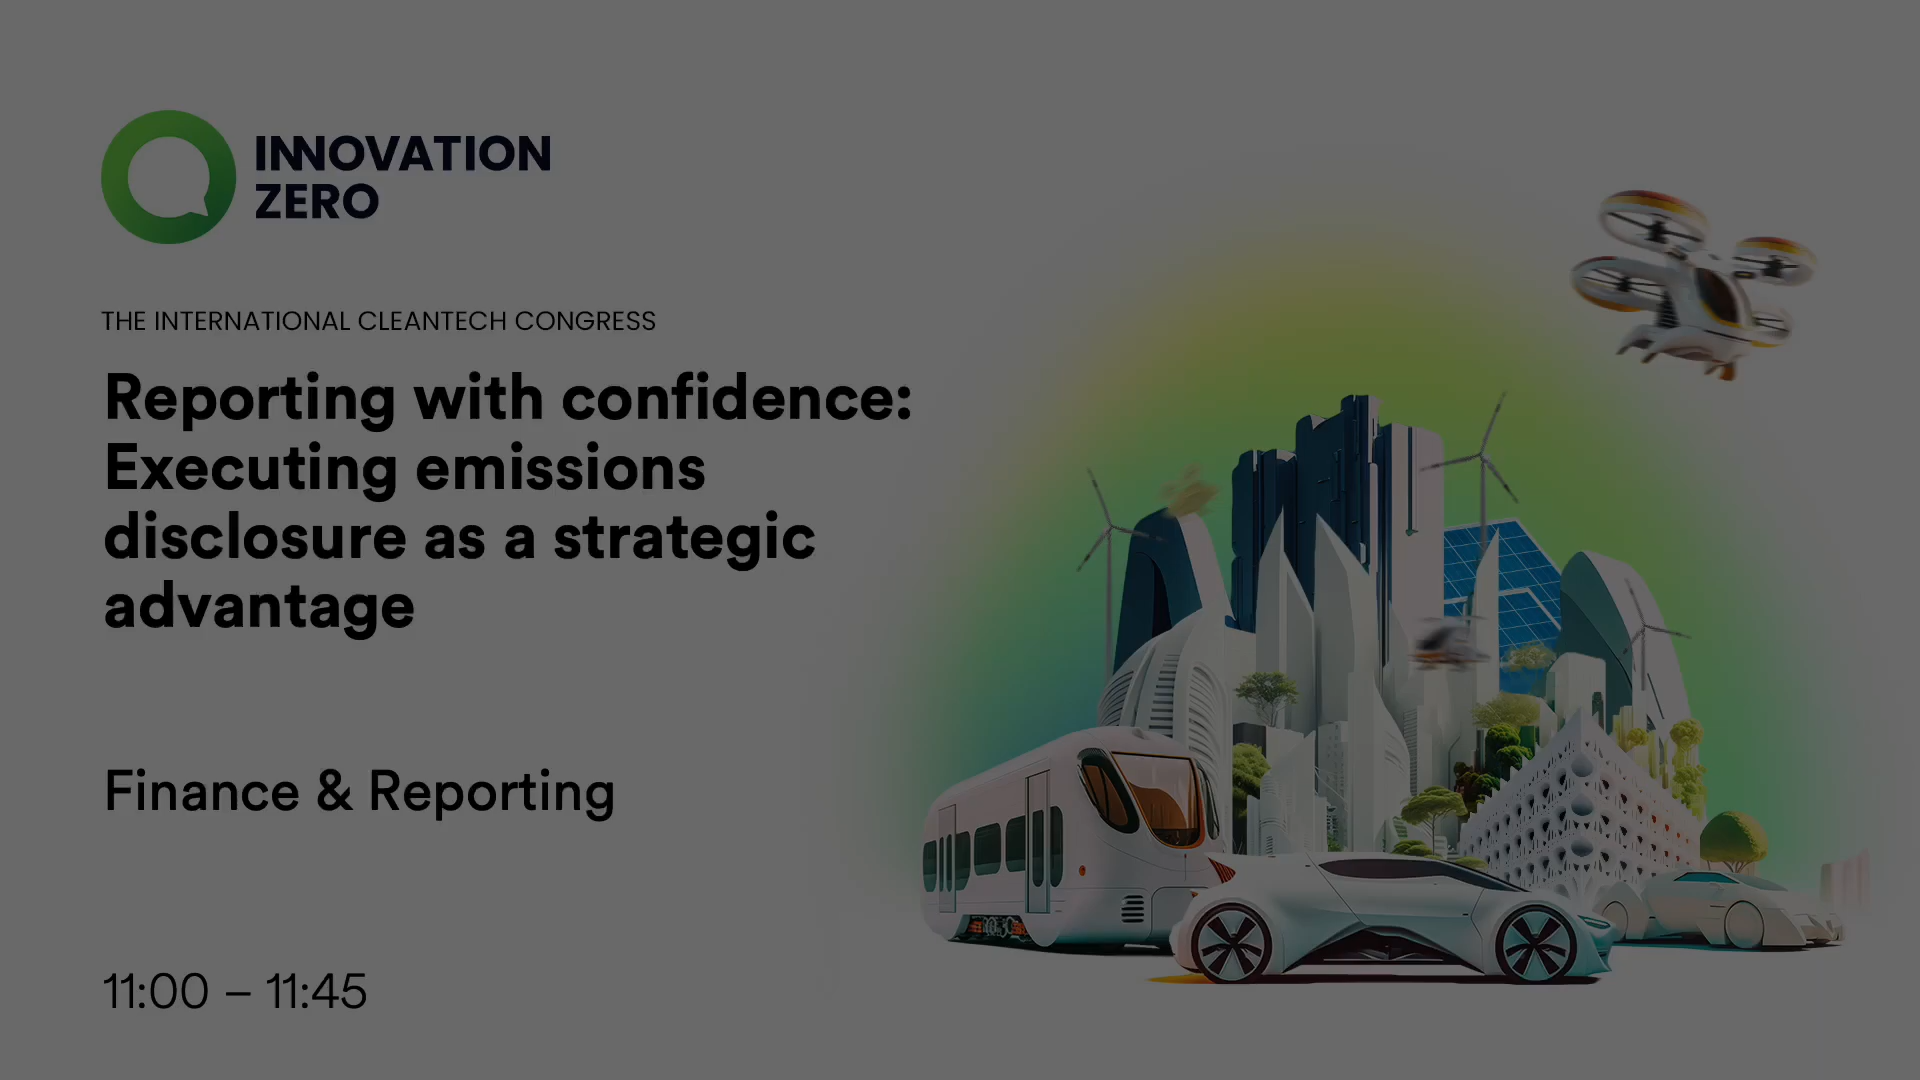 INNOVATION
ZERO
THE INTERNATIONAL CLEANTECH CONGRESS
Reporting with confidence:
Executing emissions
disclosure as a strategic
advantage
Finance & Reporting
11:00 – 11:45